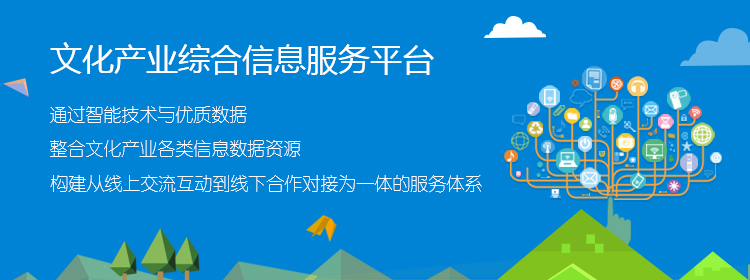 文化产业综合信息服务平台
通过智能技术与优质数据
整合文化产业各类信息数据资源
构建从线上交流互动到线下合作对接为一体的服务体系